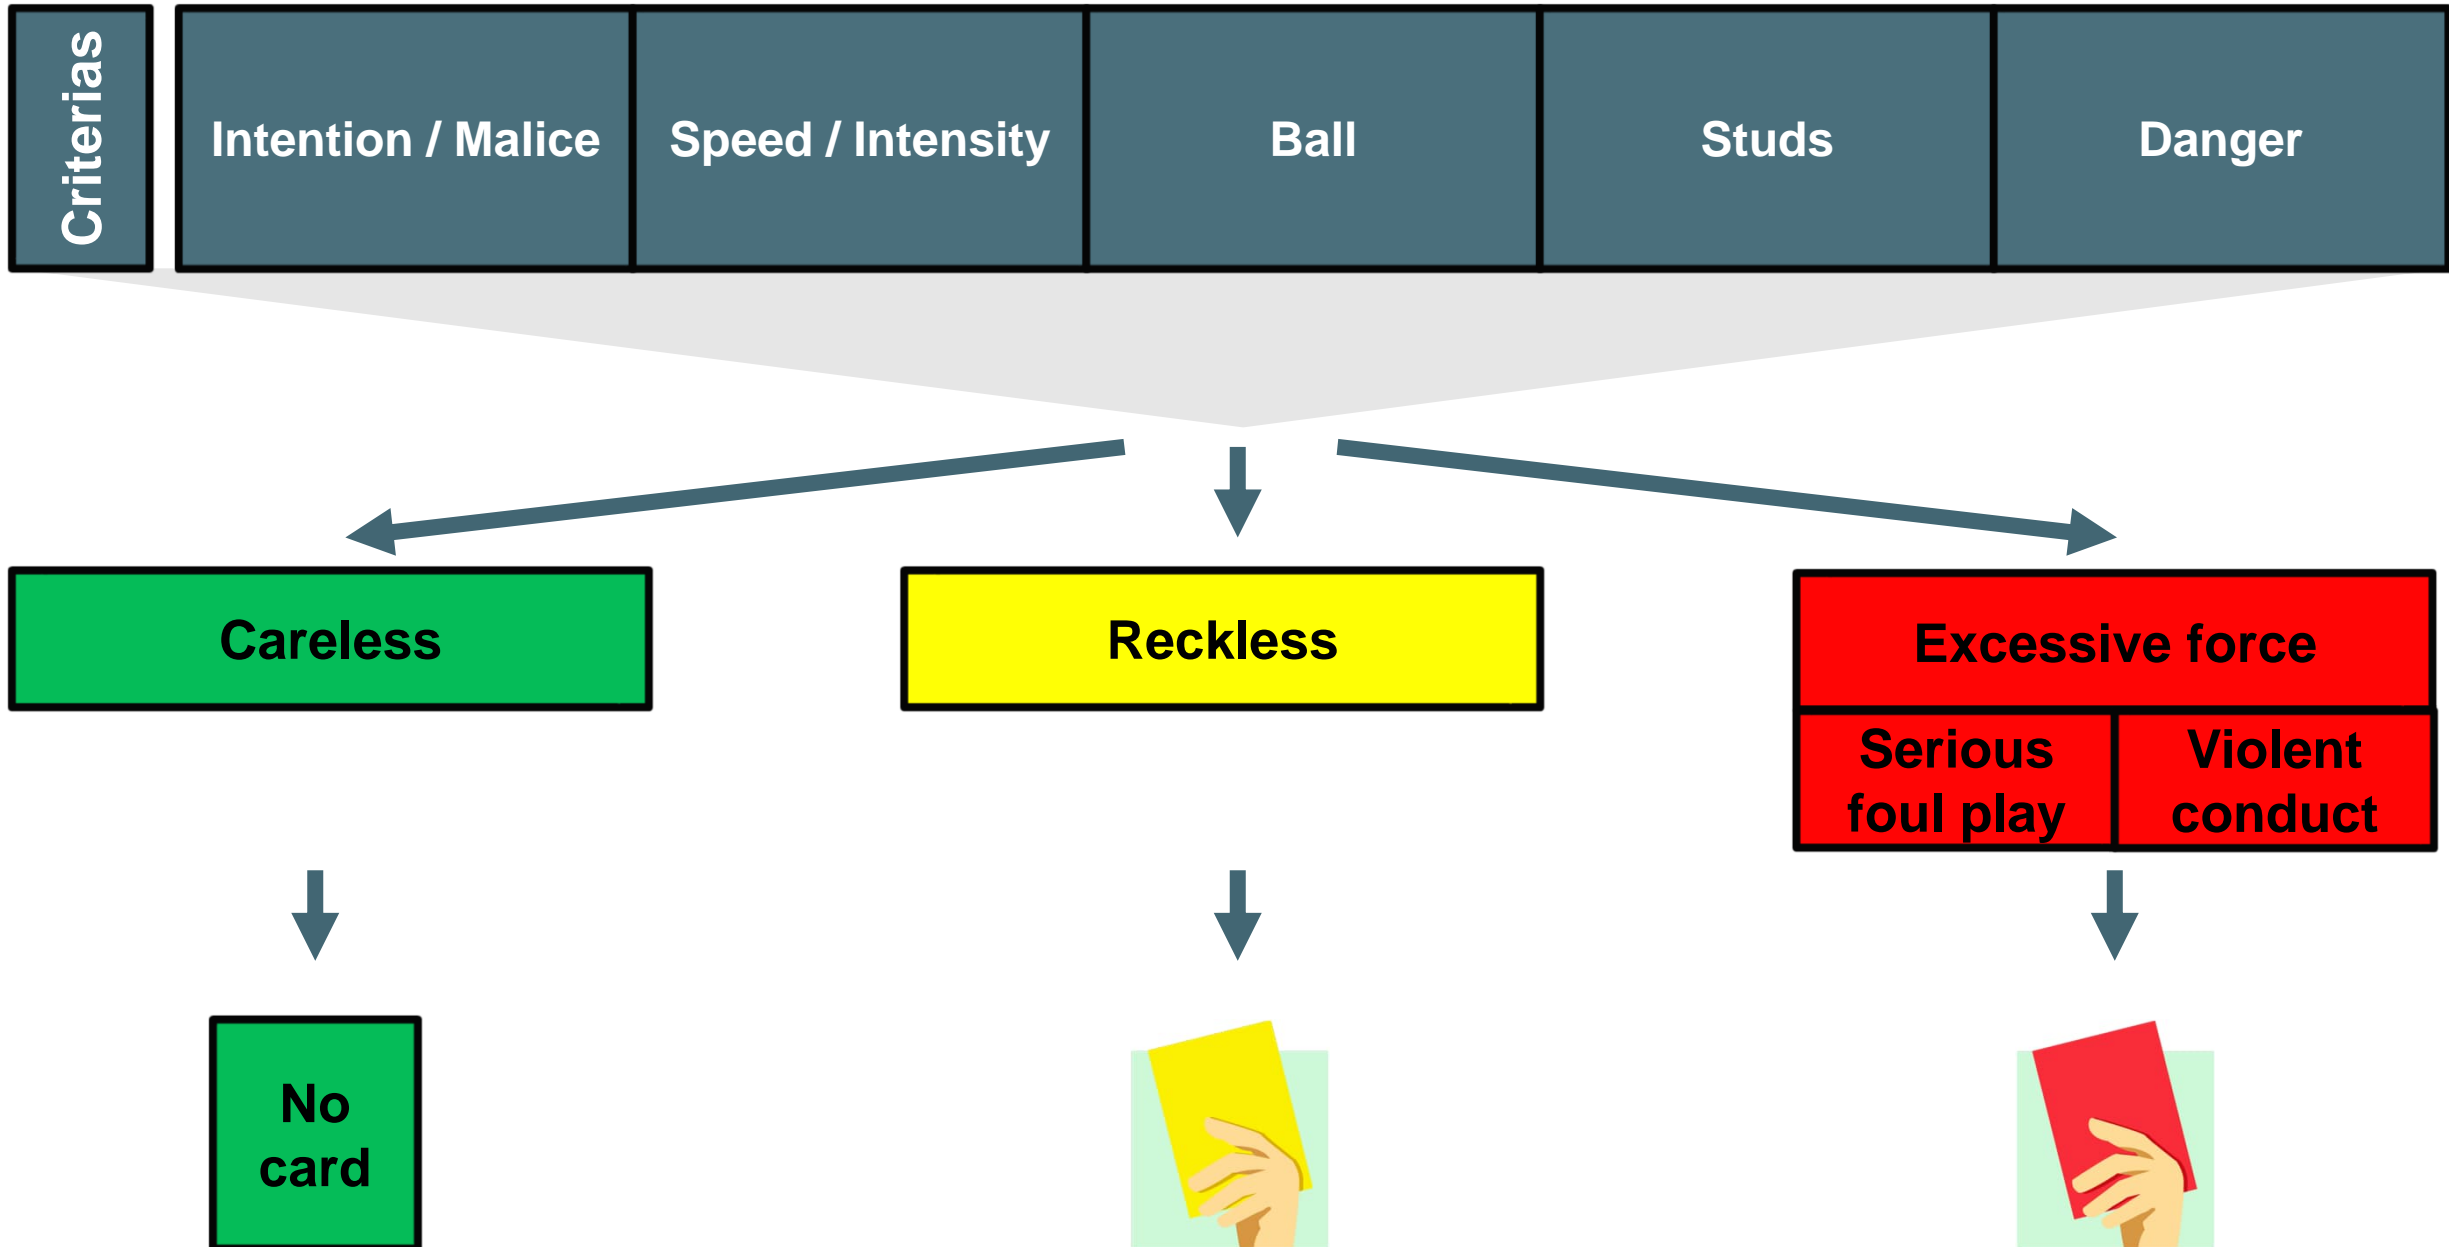 Criterias
Intention / Malice
Speed / Intensity
Ball
Studs
Danger
Careless
Reckless
Excessive force
Serious
foul play
Violent
conduct
No
card